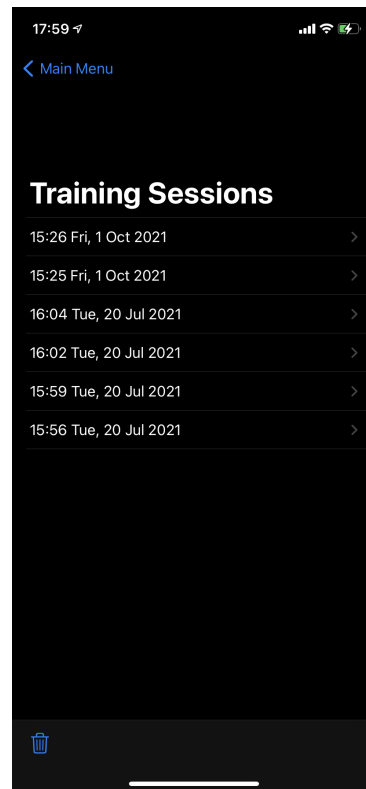 17:59
Main Menu
Training Sessions
15:26 Fri, 1 Oct 2021
15:25 Fri, 1 Oct 2021
16:04 Tue, 20 Jul 2021
16:02 Tue, 20 Jul 2021
15:59 Tue, 20 Jul 2021
15:56 Tue, 20 Jul 2021